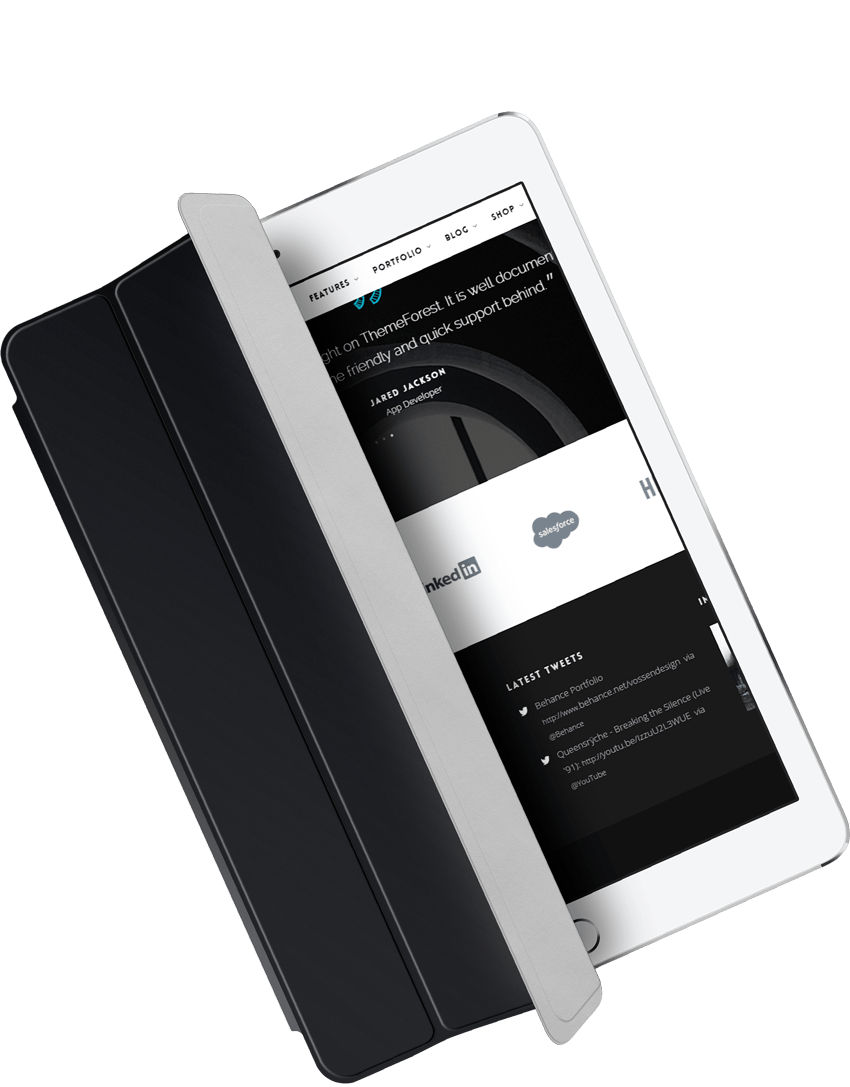 FEATURES PORTFOLIO BLOG SHOP
”
ght on ThemeForest. It is well documen
he friendly and quick support behind.”
JARED JACKSON
App Developer
nkedin
salesforce
H
LATEST TWEETS
IN
Behance Portfolio
http://www.behance.net/vossendesign via
@Behance
Queensrÿche - Breaking the Silence (Live
'91): http://youtu.be/IzzuU2L3WUE via
@YouTube